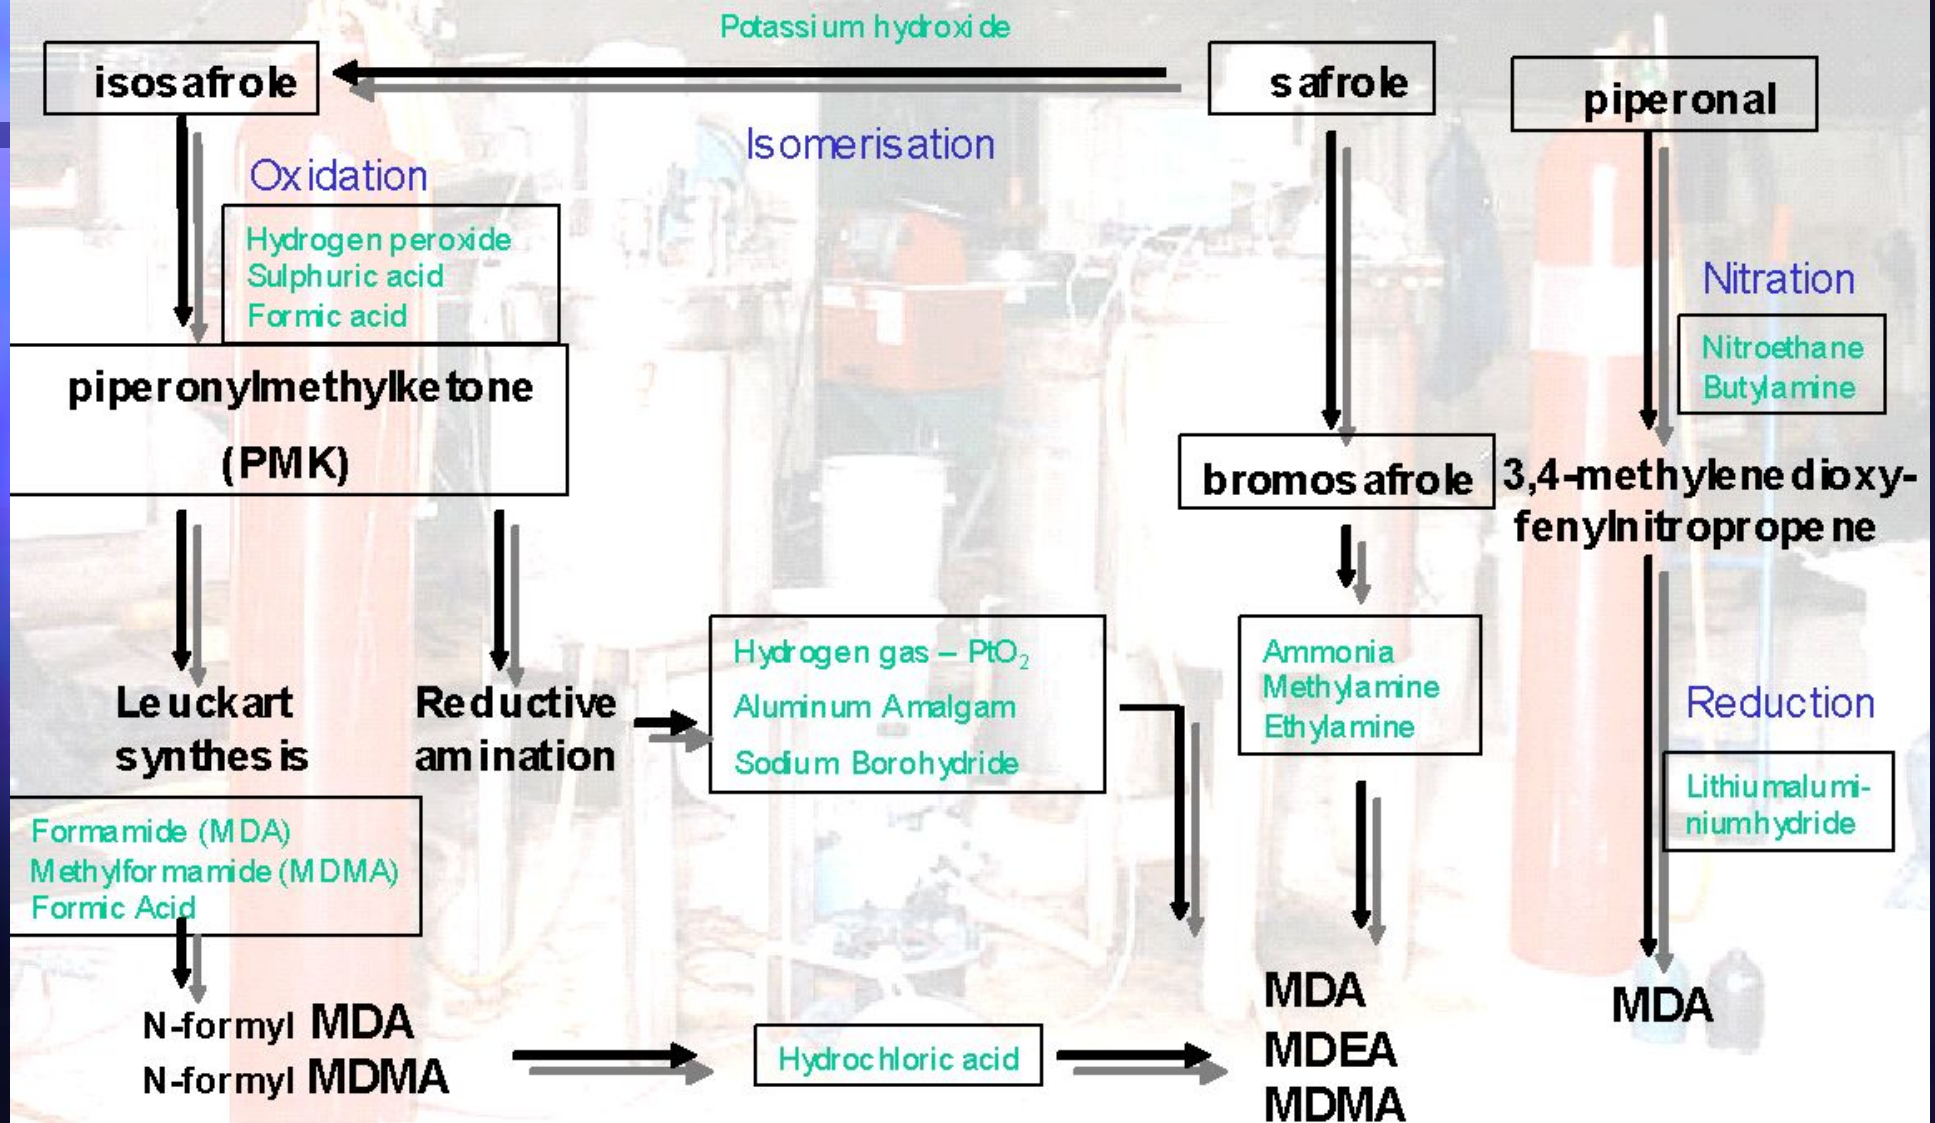 Potassium hydroxide
isosafrole
safrole
piperonal
Isomerisation
Oxidation
Hydrogen peroxide
Sulphuric acid
Formic acid
Nitration
Nitroethane
Butylamine
piperonylmethylketone
(PMK)
bromosafrole
3,4-methylenedioxy-
fenylnitropropene
Leuckart
synthesis
Reductive
amination
Hydrogen gas – PtO₂
Aluminum Amalgam
Sodium Borohydride
Ammonia
Methylamine
Ethylamine
Reduction
Lithiumalumi-
niumhydride
Formamide (MDA)
Methylformamide (MDMA)
Formic Acid
N-formyl MDA
N-formyl MDMA
Hydrochloric acid
MDA
MDEA
MDMA
MDA